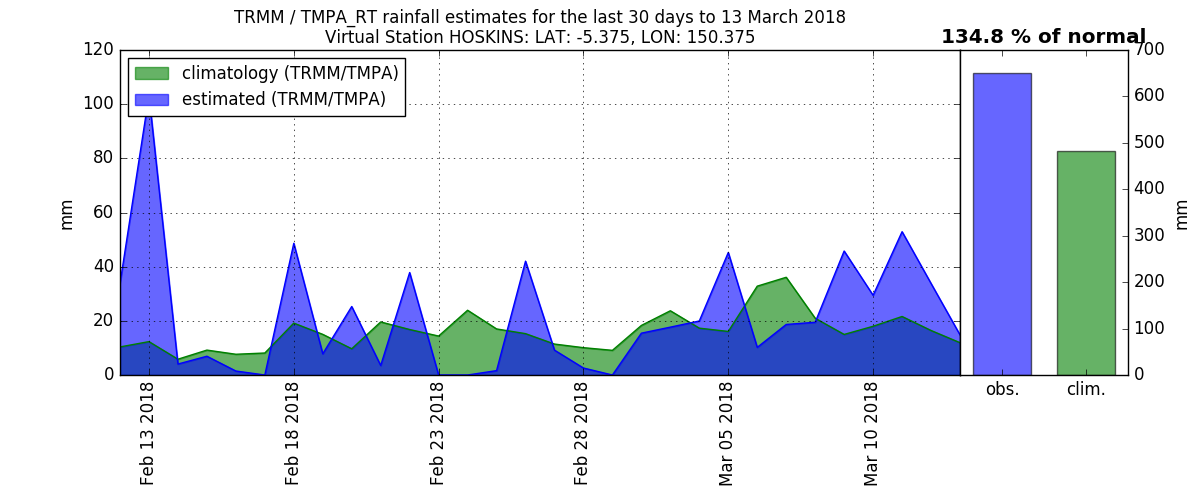 TRMM / TMPA_RT rainfall estimates for the last 30 days to 13 March 2018
Virtual Station HOSKINS: LAT: -5.375, LON: 150.375
134.8 % of normal
climatology (TRMM/TMPA)
estimated (TRMM/TMPA)
120
100
80
60
40
20
0
mm
Feb 13 2018
Feb 18 2018
Feb 23 2018
Feb 28 2018
Mar 05 2018
Mar 10 2018
obs.
clim.
700
600
500
400
300
200
100
0
mm